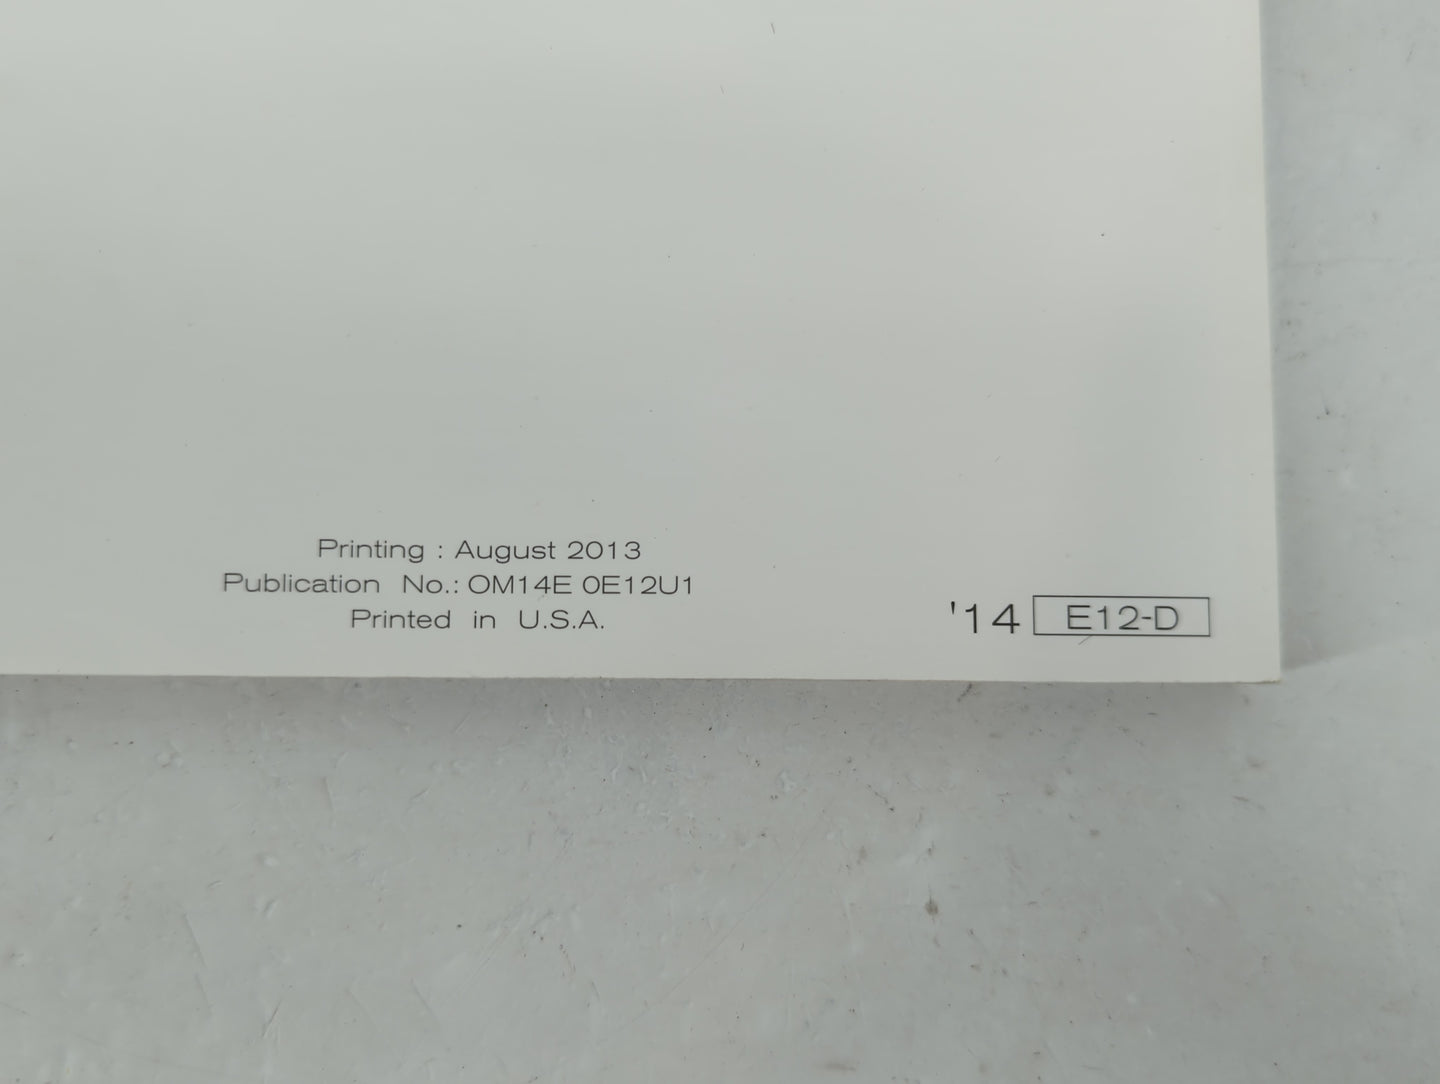 Printing : August 2013
Publication No.: OM14E 0E12U1
Printed in U.S.A.
'14 E12-D